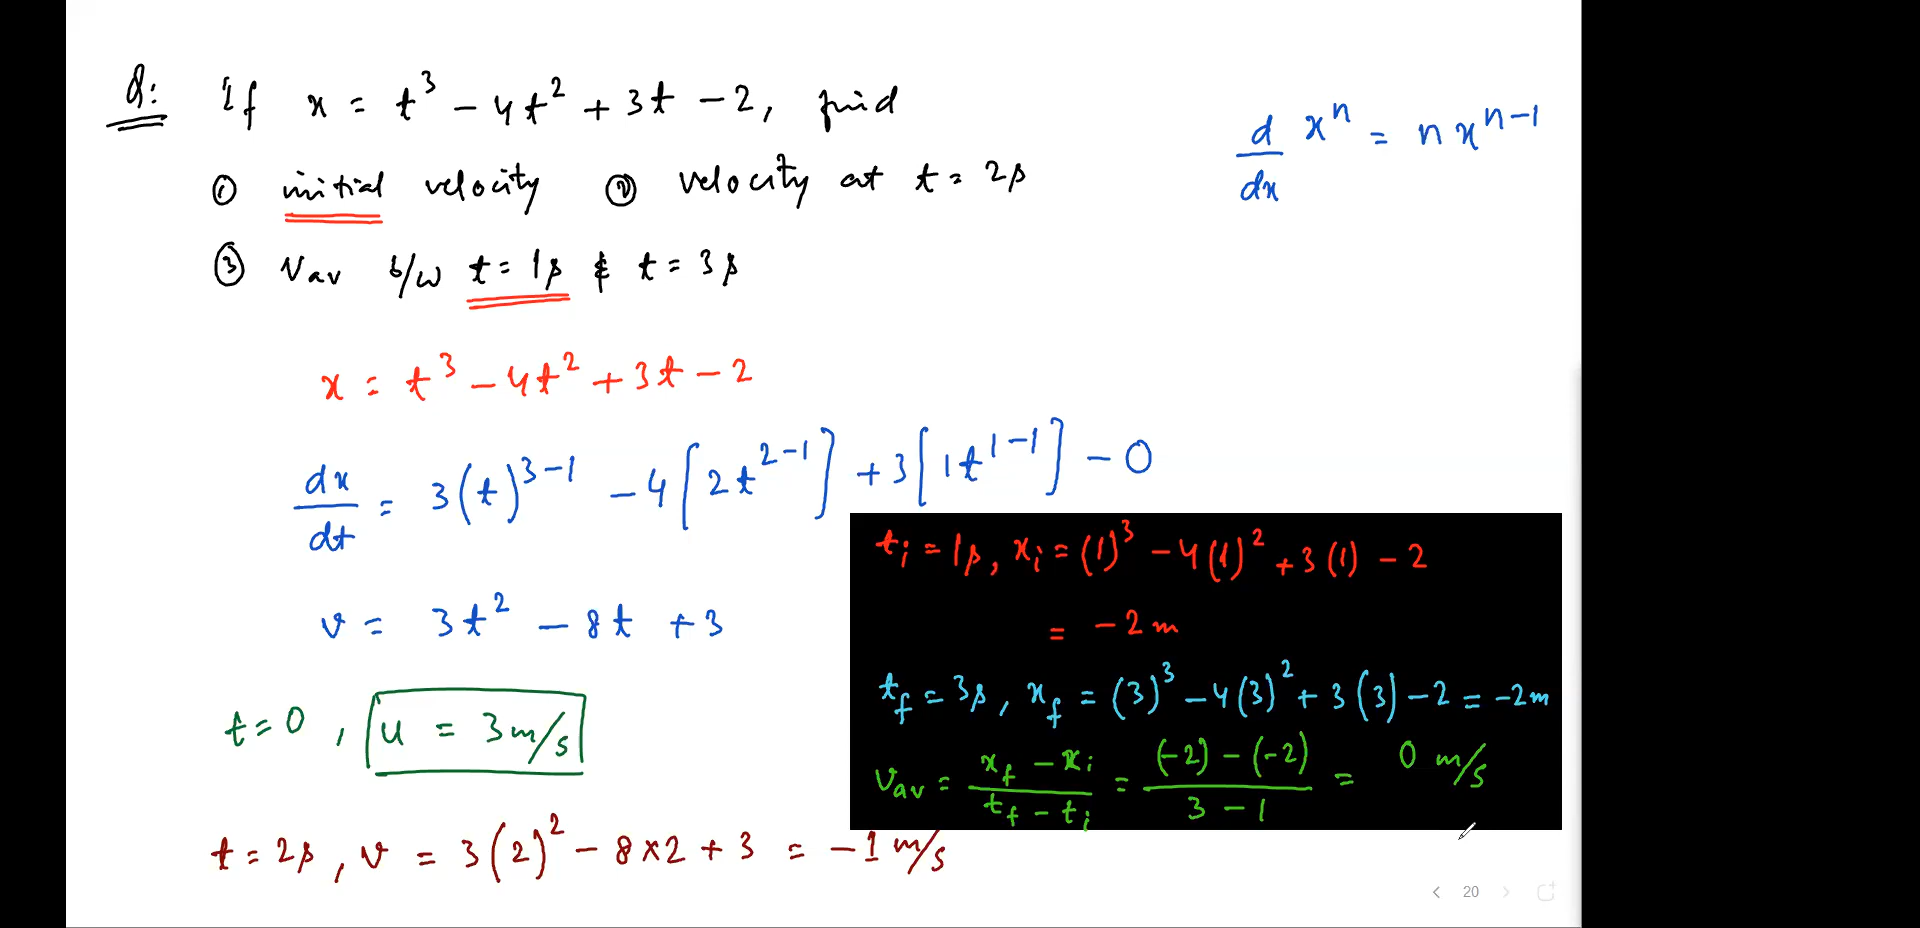 Q: If x = t³ - 4t² + 3t - 2, find
① initial velocity ② velocity at t = 2s
③ Vav b/w t = 1s & t = 3s
d/dx xⁿ = n xⁿ⁻¹
x = t³ - 4t² + 3t - 2
dx/dt = 3(t)³⁻¹ - 4[2t²⁻¹] + 3[1t¹⁻¹] - 0
v = 3t² - 8t + 3
t = 0, u = 3 m/s
t = 2s, v = 3(2)² - 8×2 + 3 = -1 m/s
tᵢ = 1s, xᵢ = (1)³ - 4(1)² + 3(1) - 2
= -2 m
t_f = 3s, x_f = (3)³ - 4(3)² + 3(3) - 2 = -2m
Vav = (x_f - xᵢ)/(t_f - tᵢ) = ((-2) - (-2))/(3 - 1) = 0 m/s
< 20 >